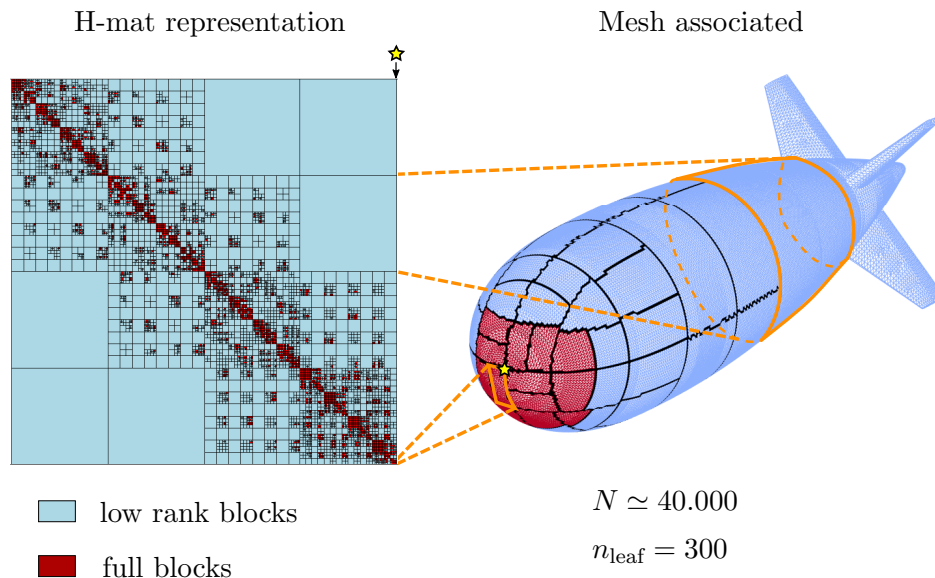 H-mat representation
Mesh associated
low rank blocks
full blocks
N ≃ 40.000
n_leaf = 300